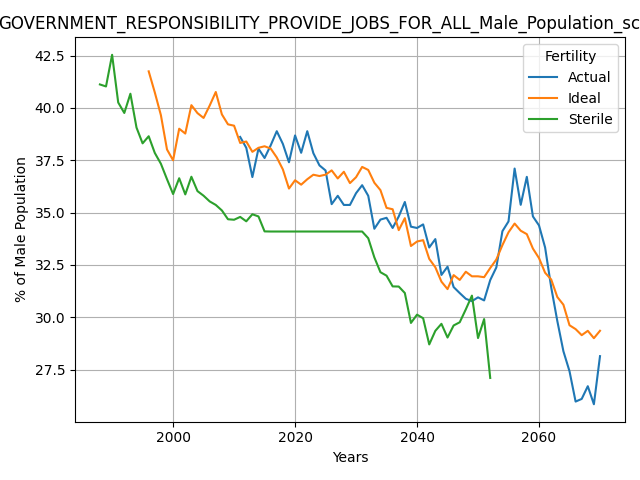 GOVERNMENT_RESPONSIBILITY_PROVIDE_JOBS_FOR_ALL_Male_Population_sc
Fertility
Actual
Ideal
Sterile
% of Male Population
42.5
40.0
37.5
35.0
32.5
30.0
27.5
2000
2020
2040
2060
Years